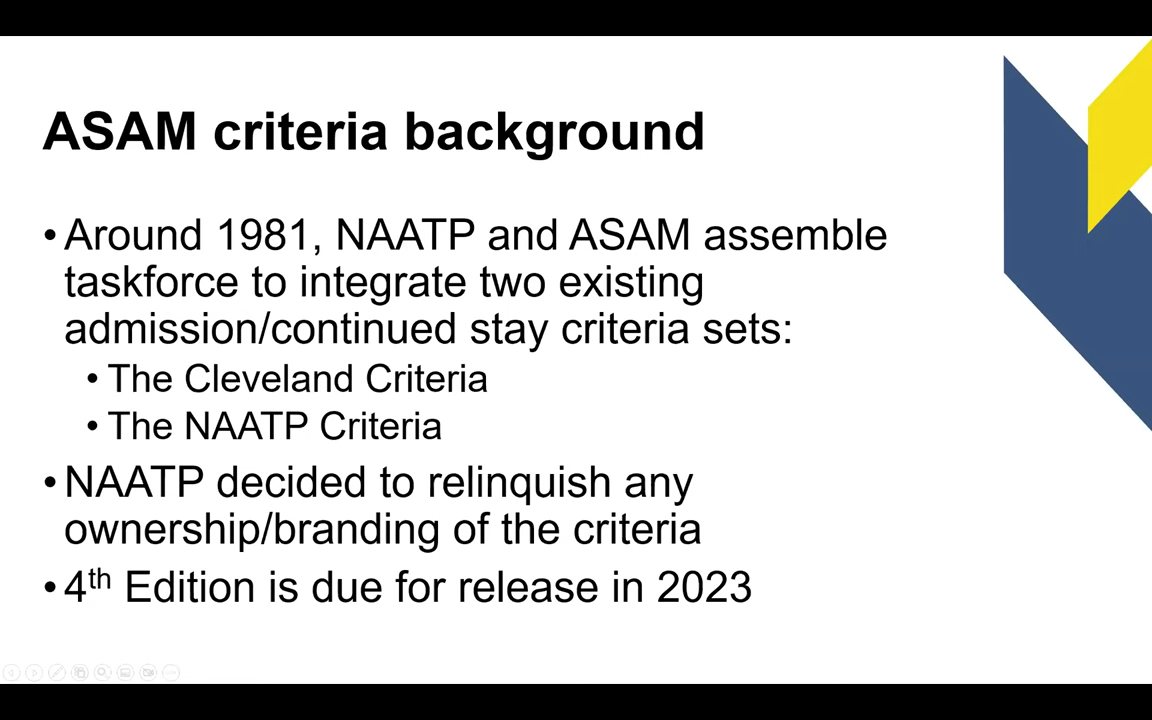 ASAM criteria background
• Around 1981, NAATP and ASAM assemble
taskforce to integrate two existing
admission/continued stay criteria sets:
• The Cleveland Criteria
• The NAATP Criteria
• NAATP decided to relinquish any
ownership/branding of the criteria
• 4th Edition is due for release in 2023